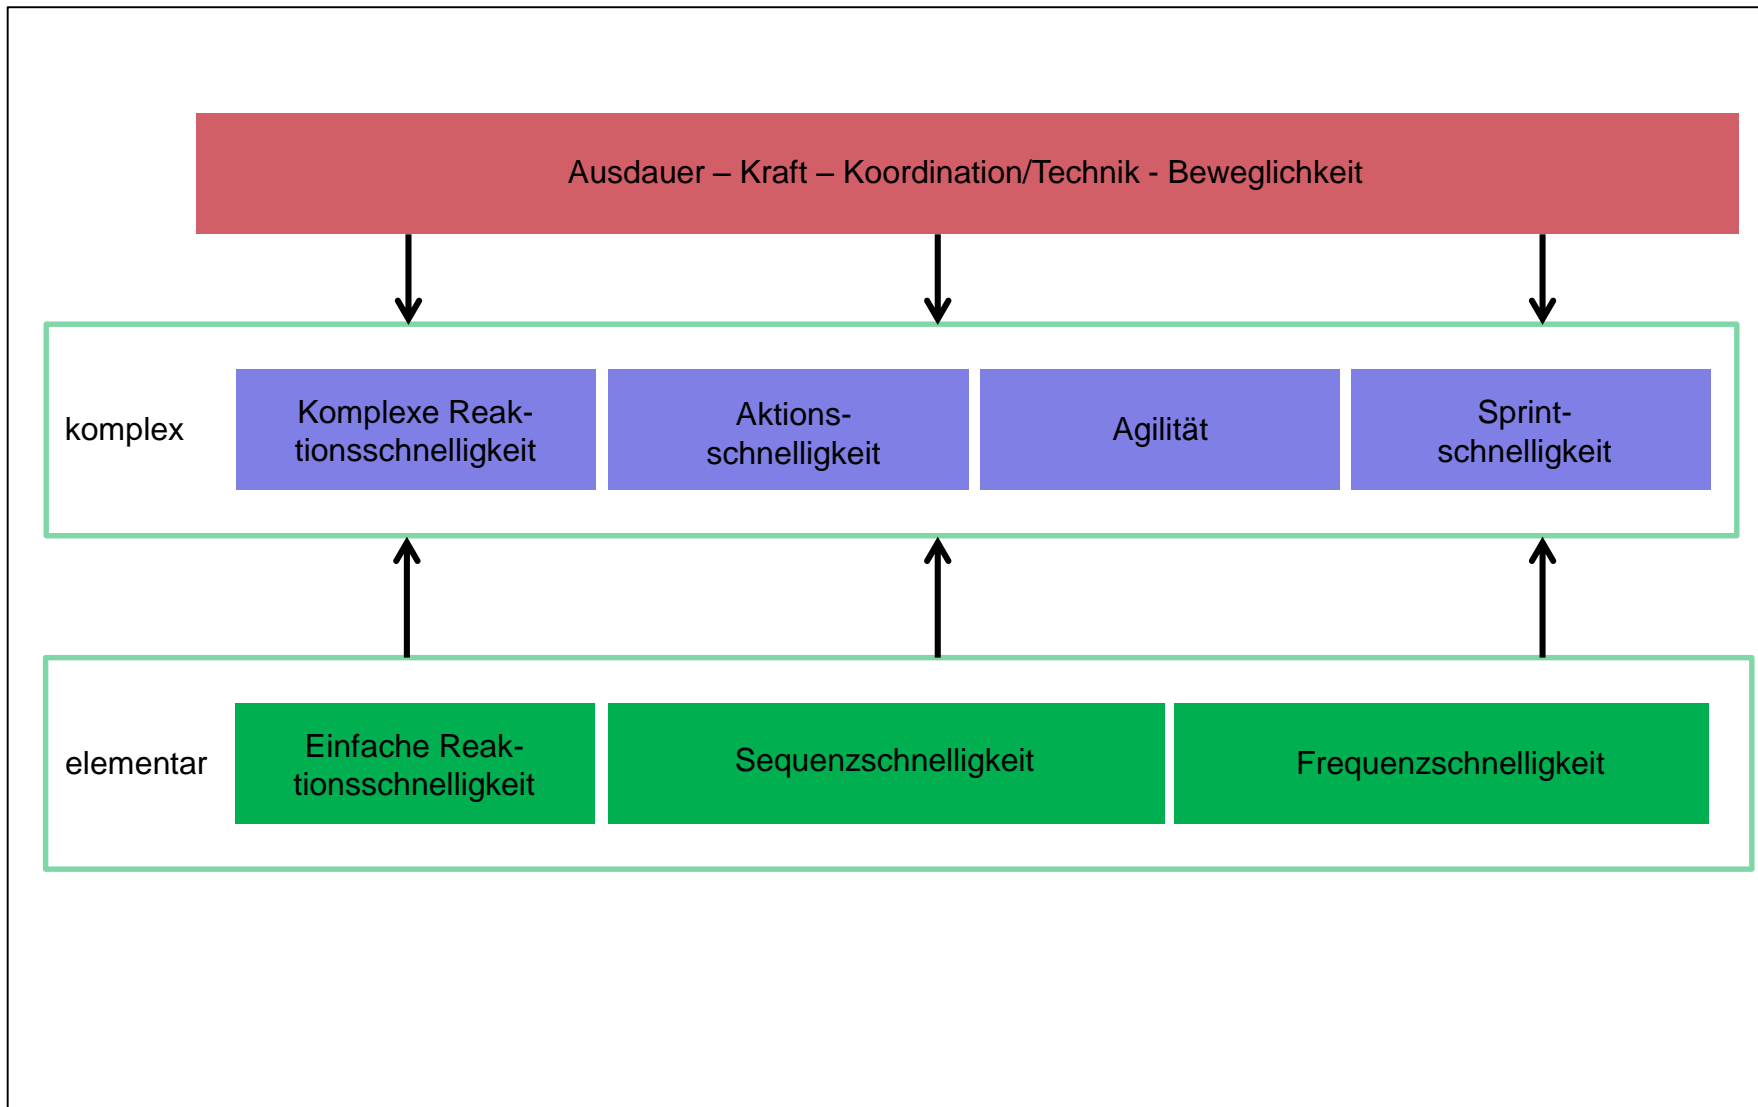 Ausdauer – Kraft – Koordination/Technik - Beweglichkeit
komplex
Komplexe Reak-
tionsschnelligkeit
Aktions-
schnelligkeit
Agilität
Sprint-
schnelligkeit
elementar
Einfache Reak-
tionsschnelligkeit
Sequenzschnelligkeit
Frequenzschnelligkeit